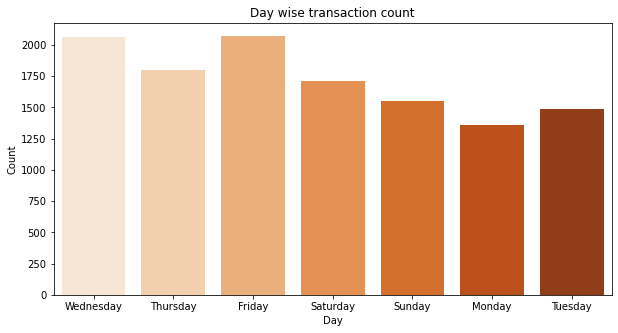 Day wise transaction count
Count
2000
1750
1500
1250
1000
750
500
250
0
Wednesday Thursday Friday Saturday Sunday Monday Tuesday
Day